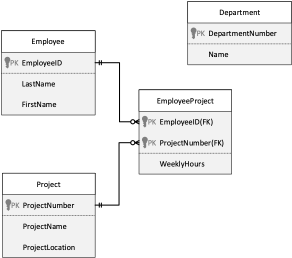 Department
PK DepartmentNumber
Name
Employee
PK EmployeeID
LastName
FirstName
EmployeeProject
PK EmployeeID(FK)
PK ProjectNumber(FK)
WeeklyHours
Project
PK ProjectNumber
ProjectName
ProjectLocation